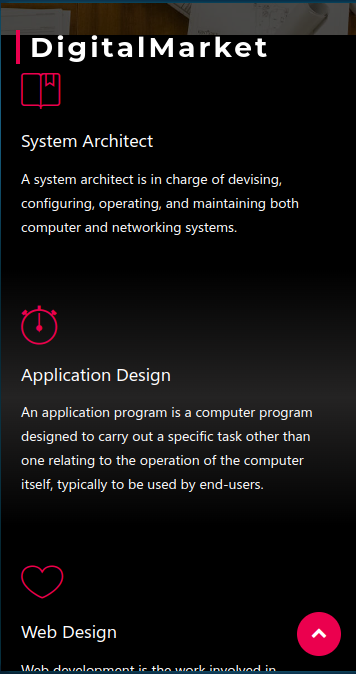 DigitalMarket
System Architect
A system architect is in charge of devising,
configuring, operating, and maintaining both
computer and networking systems.
Application Design
An application program is a computer program
designed to carry out a specific task other than
one relating to the operation of the computer
itself, typically to be used by end-users.
Web Design
Web development is the work involved in